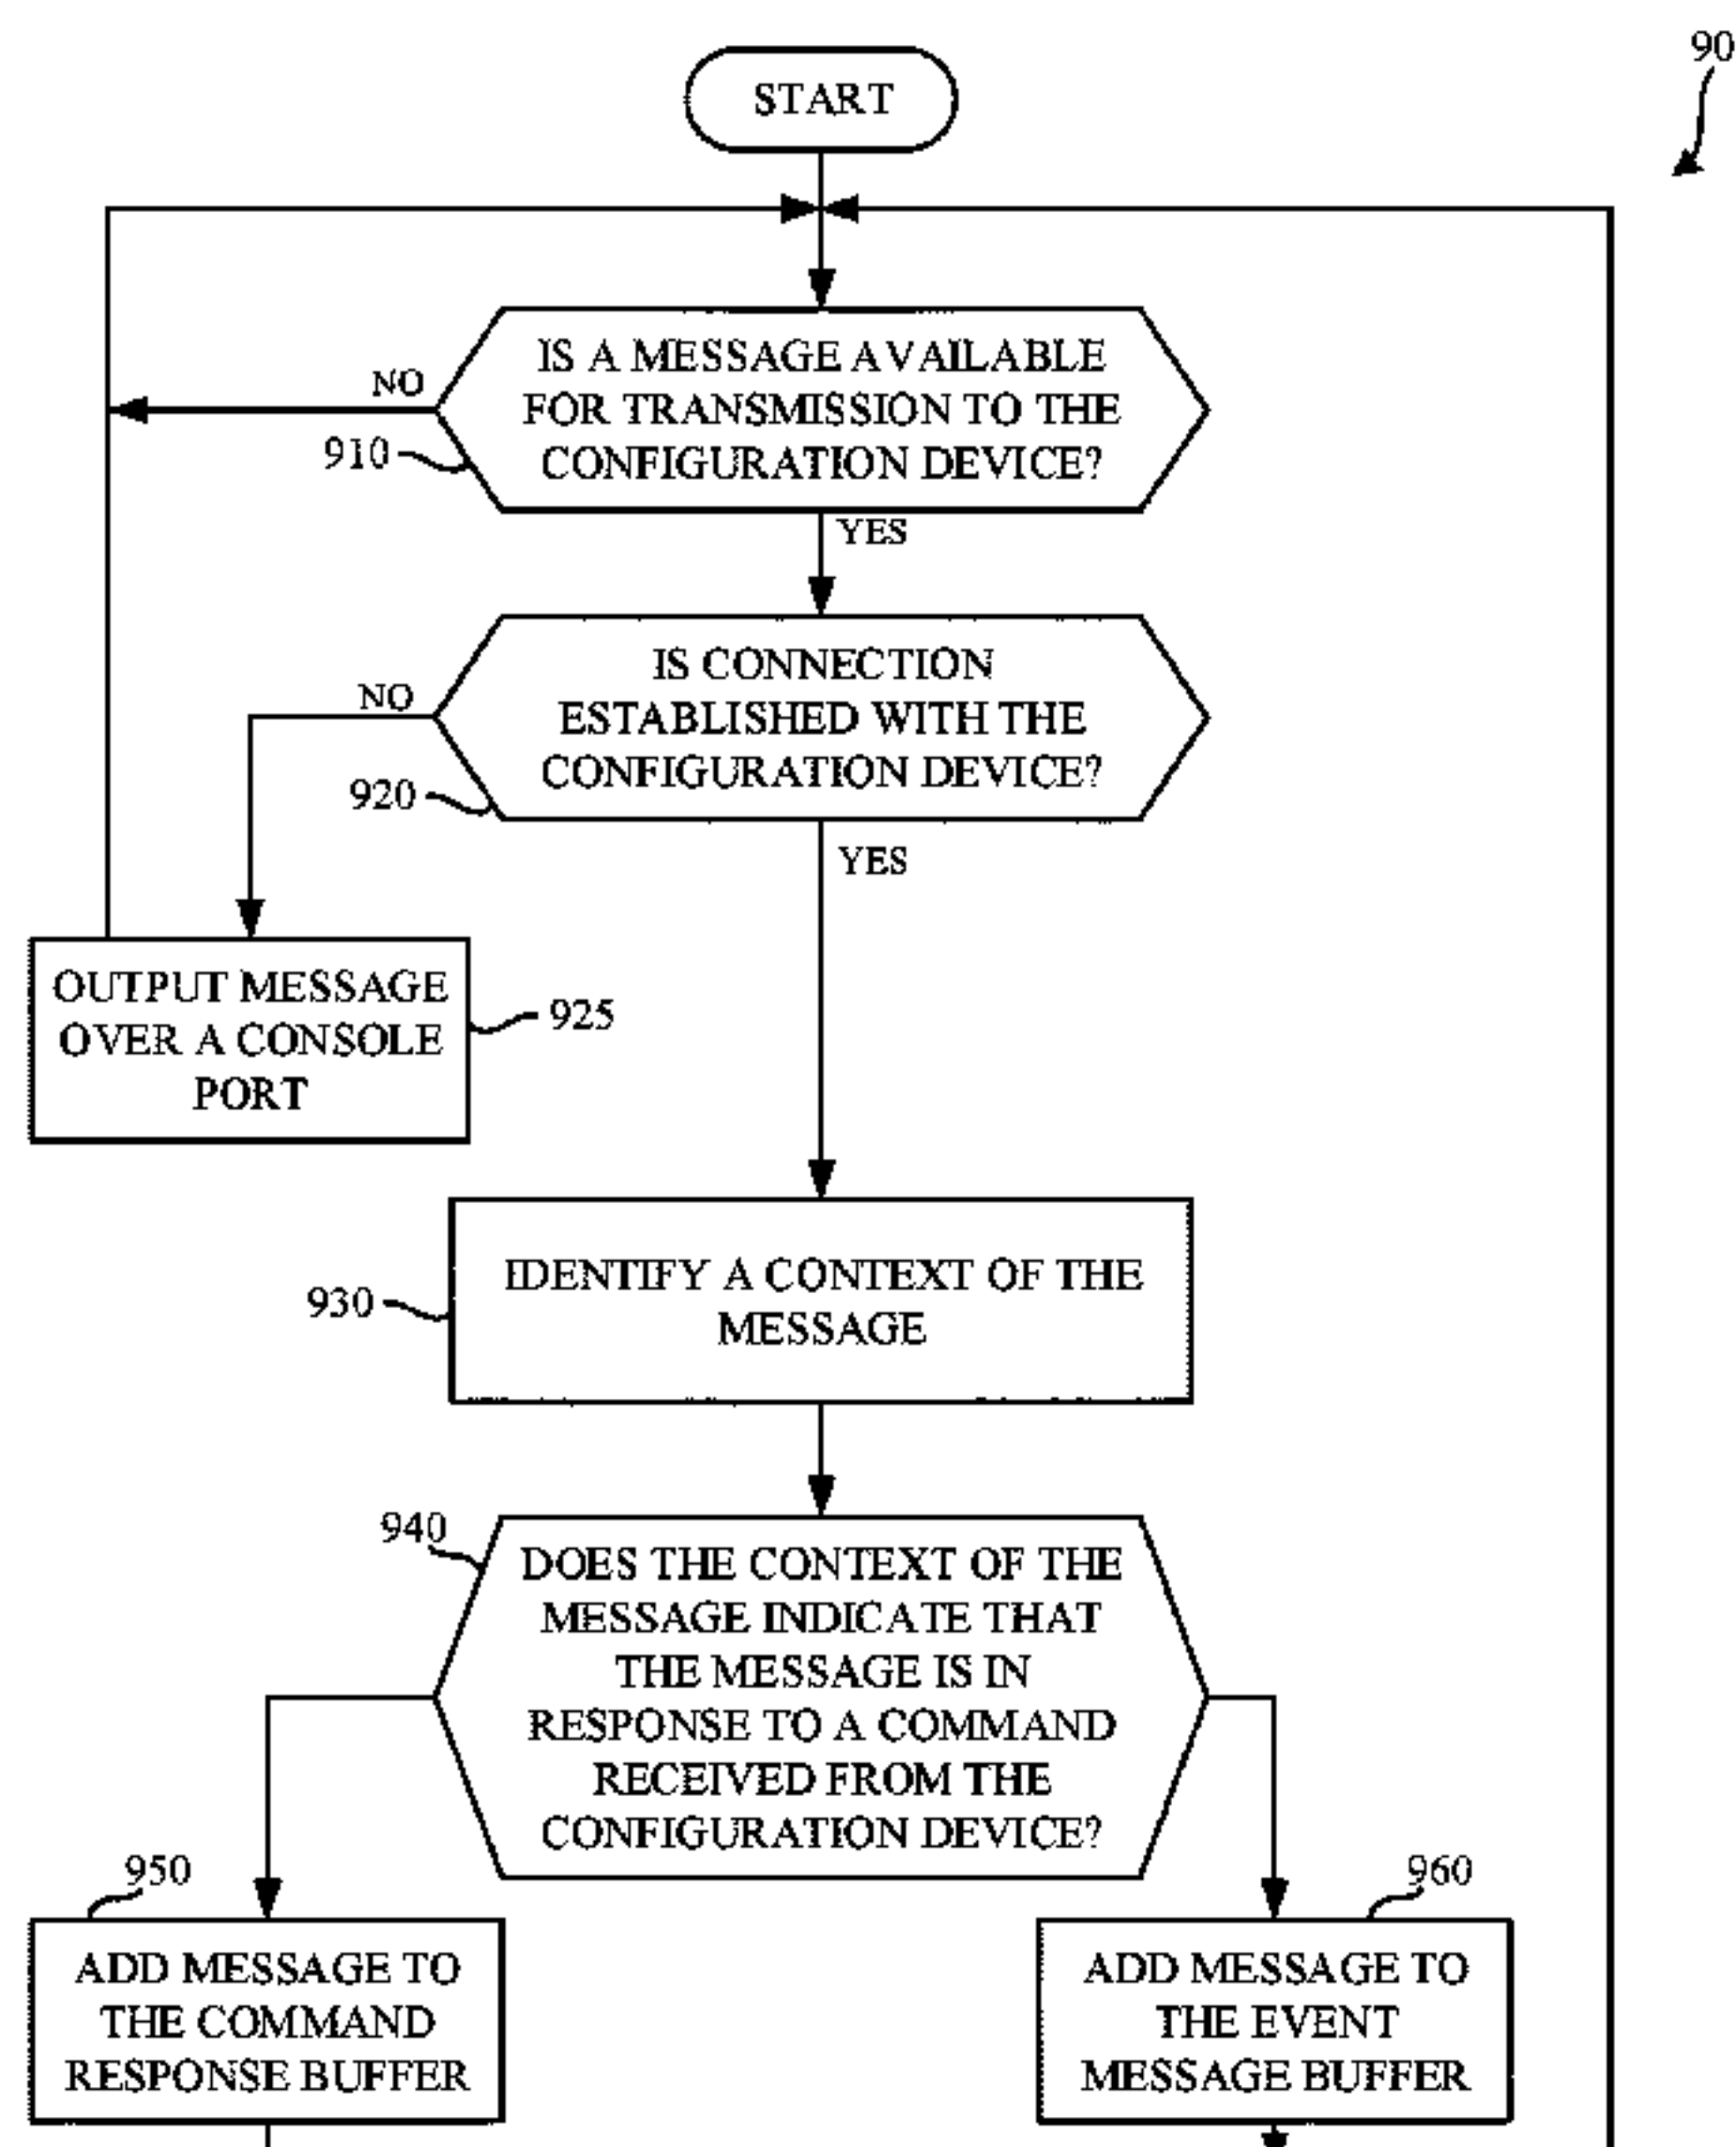 90
START
IS A MESSAGE AVAILABLE
FOR TRANSMISSION TO THE
CONFIGURATION DEVICE?
NO
910
YES
IS CONNECTION
ESTABLISHED WITH THE
CONFIGURATION DEVICE?
NO
920
YES
OUTPUT MESSAGE
OVER A CONSOLE
PORT
925
IDENTIFY A CONTEXT OF THE
MESSAGE
930
940
DOES THE CONTEXT OF THE
MESSAGE INDICATE THAT
THE MESSAGE IS IN
RESPONSE TO A COMMAND
RECEIVED FROM THE
CONFIGURATION DEVICE?
950
ADD MESSAGE TO
THE COMMAND
RESPONSE BUFFER
960
ADD MESSAGE TO
THE EVENT
MESSAGE BUFFER